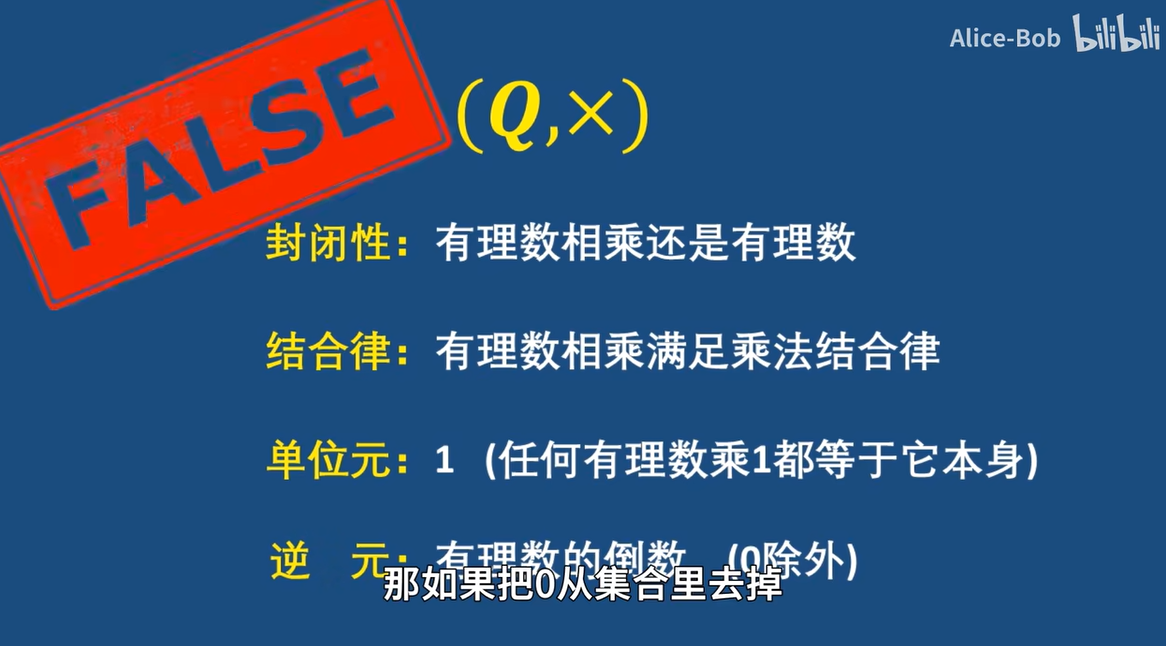 Alice-Bob bilibili
FALSE
(Q,×)
封闭性：有理数相乘还是有理数
结合律：有理数相乘满足乘法结合律
单位元：1 (任何有理数乘1都等于它本身)
逆 元：有理数的倒数 (0除外)
那如果把0从集合里去掉